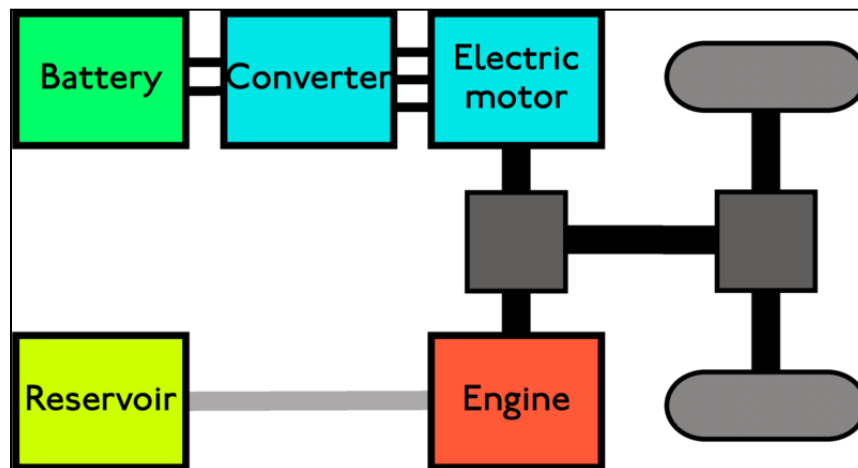 Battery
Converter
Electric
motor
Reservoir
Engine